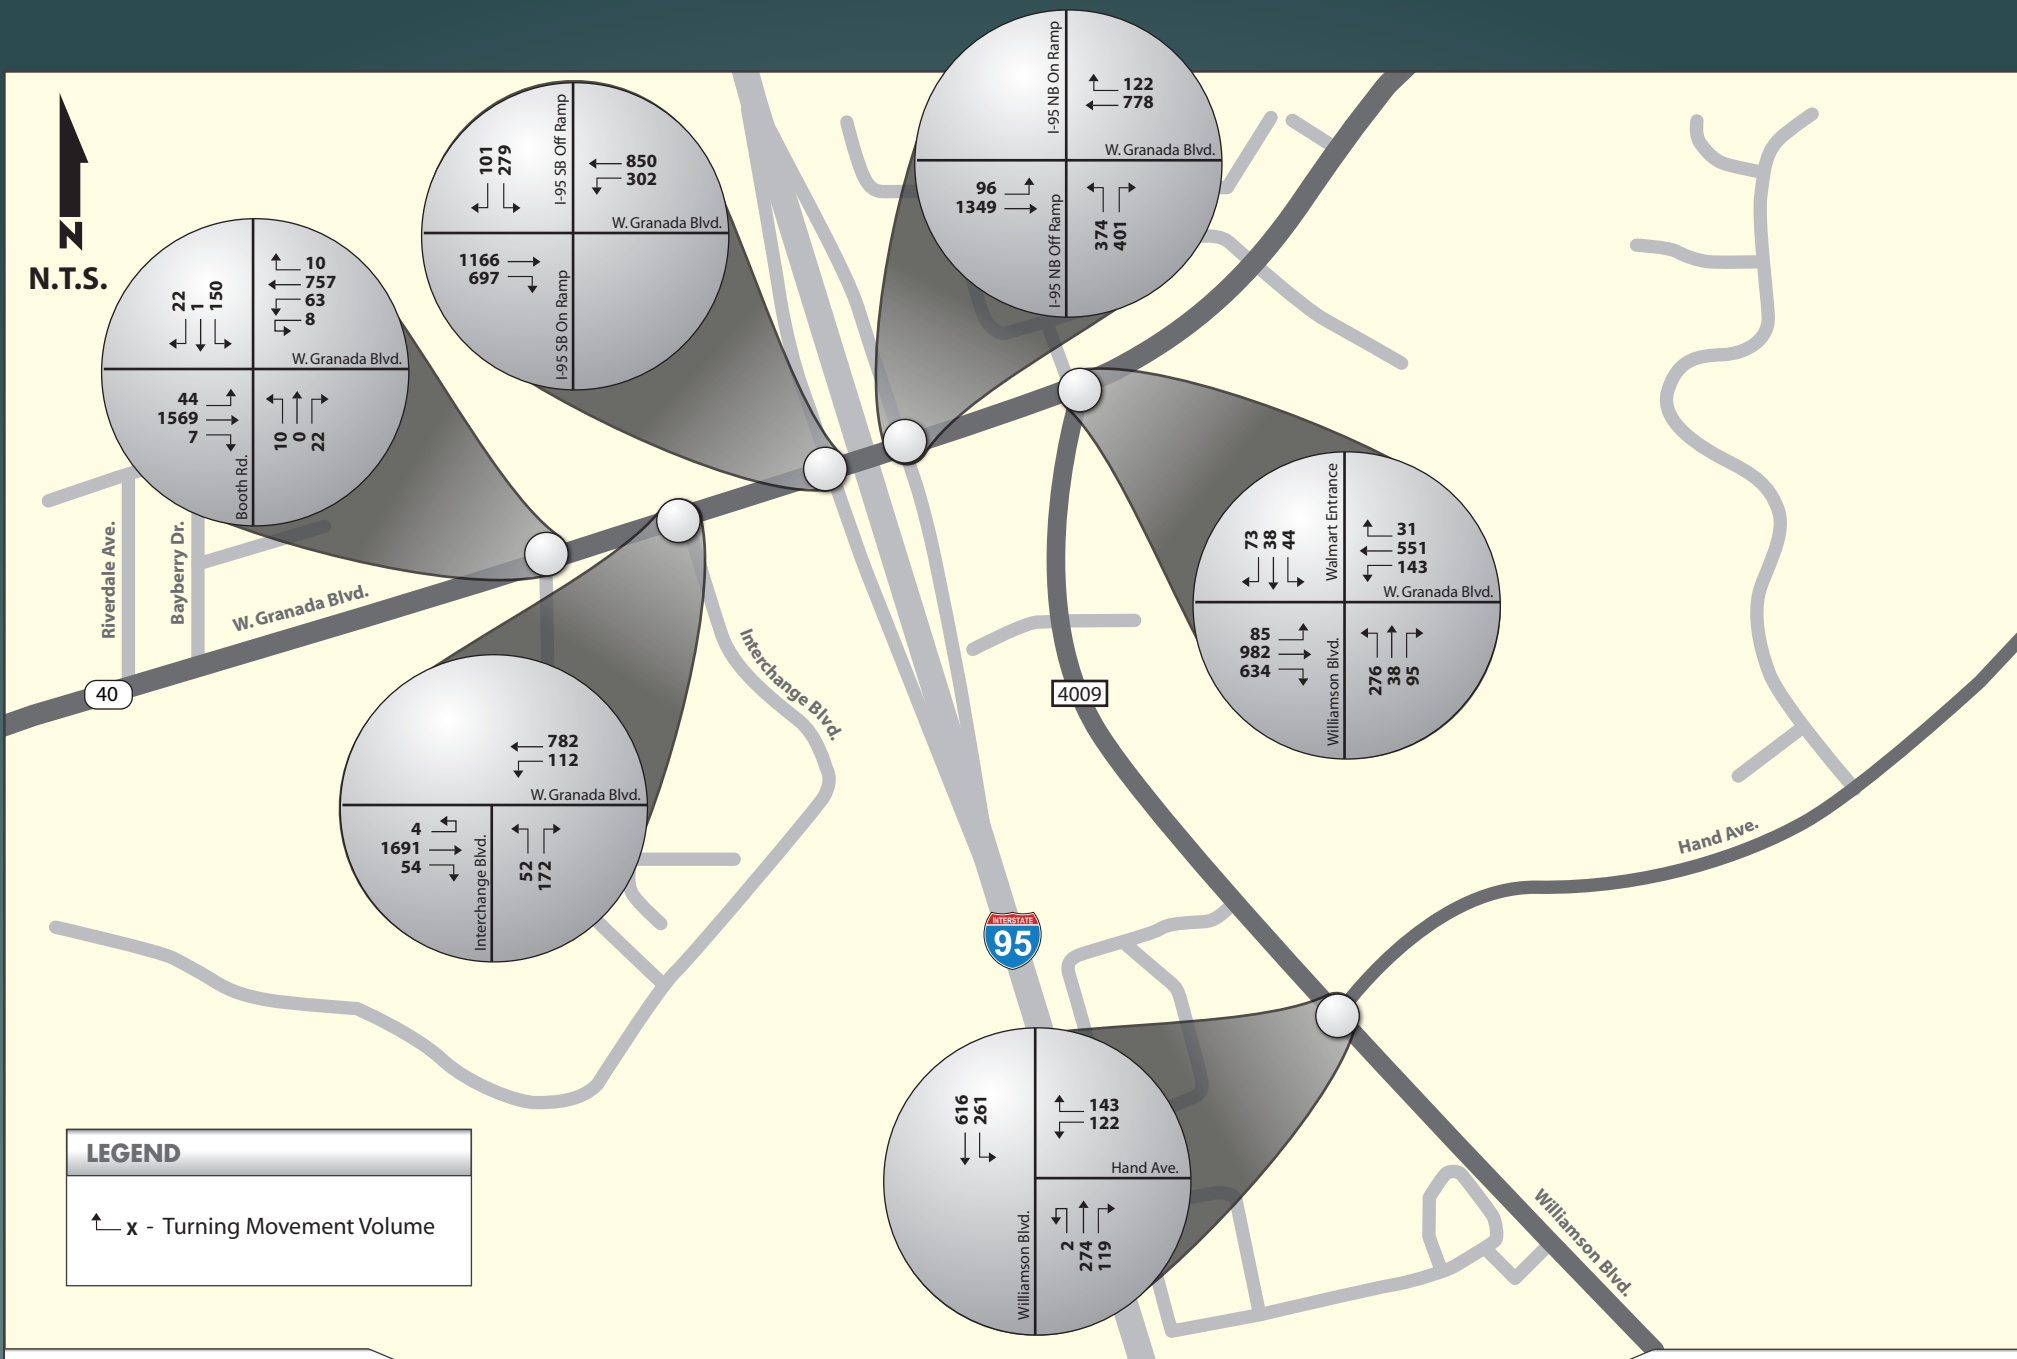 N
N.T.S.
22
1
150
10
757
63
8
W. Granada Blvd.
44
1569
7
10
0
22
Booth Rd.
101
279
I-95 SB Off Ramp
850
302
W. Granada Blvd.
1166
697
I-95 SB On Ramp
I-95 NB On Ramp
122
778
W. Granada Blvd.
96
1349
I-95 NB Off Ramp
374
401
73
38
44
Walmart Entrance
31
551
143
W. Granada Blvd.
85
982
634
Williamson Blvd.
276
38
95
782
112
W. Granada Blvd.
4
1691
54
Interchange Blvd.
52
172
616
261
143
122
Hand Ave.
Williamson Blvd.
2
274
119
Riverdale Ave.
Bayberry Dr.
W. Granada Blvd.
40
Interchange Blvd.
4009
INTERSTATE
95
Hand Ave.
Williamson Blvd.
LEGEND
x - Turning Movement Volume